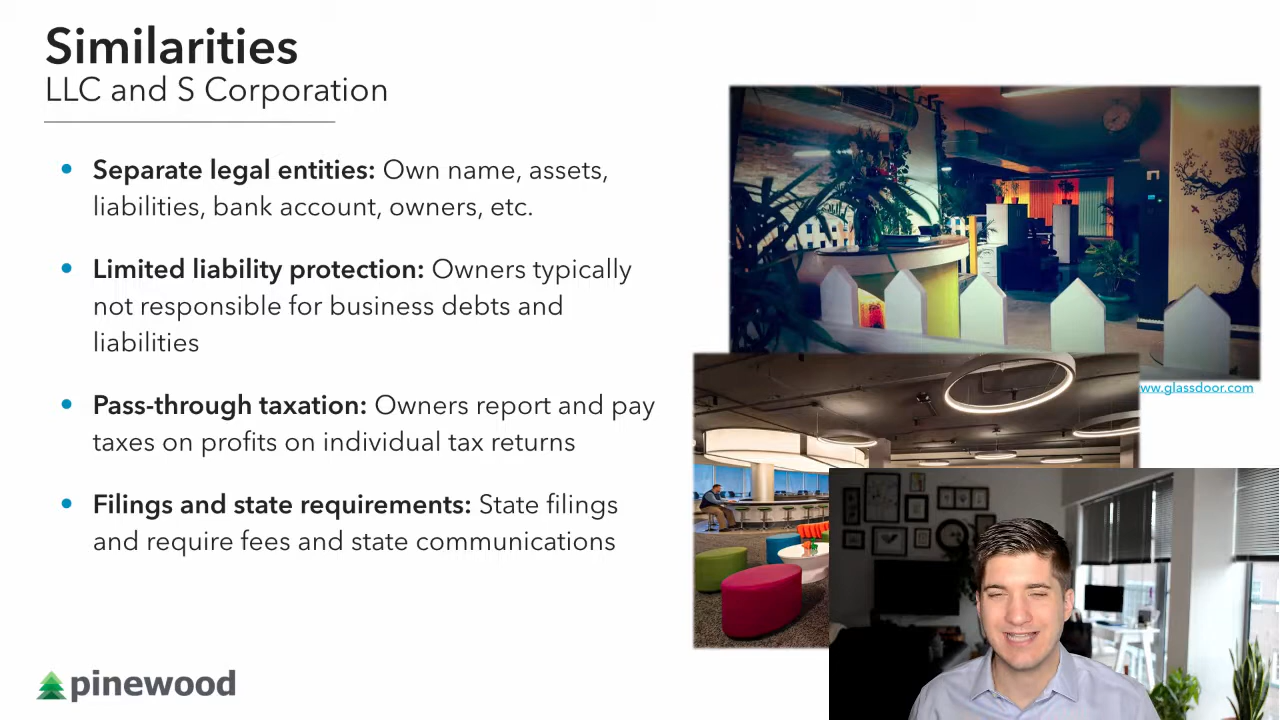 Similarities
LLC and S Corporation
• Separate legal entities: Own name, assets,
liabilities, bank account, owners, etc.
• Limited liability protection: Owners typically
not responsible for business debts and
liabilities
• Pass-through taxation: Owners report and pay
taxes on profits on individual tax returns
• Filings and state requirements: State filings
and require fees and state communications
ww.glassdoor.com
pinewood